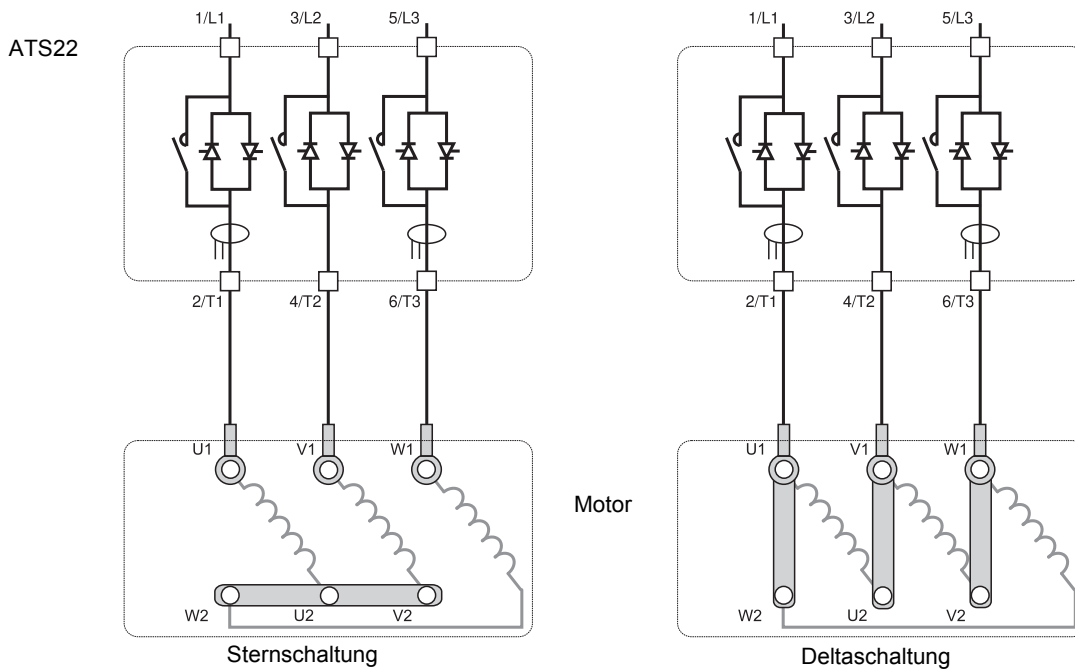 1/L1 3/L2 5/L3 1/L1 3/L2 5/L3
ATS22
2/T1 4/T2 6/T3 2/T1 4/T2 6/T3
U1 V1 W1 U1 V1 W1
Motor
W2 U2 V2 W2 U2 V2
Sternschaltung Deltaschaltung